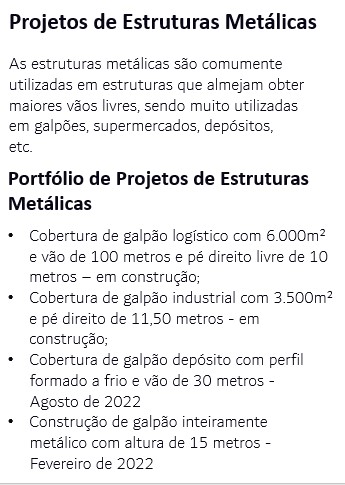 Projetos de Estruturas Metálicas
As estruturas metálicas são comumente
utilizadas em estruturas que almejam obter
maiores vãos livres, sendo muito utilizadas
em galpões, supermercados, depósitos,
etc.
Portfólio de Projetos de Estruturas
Metálicas
• Cobertura de galpão logístico com 6.000m²
e vão de 100 metros e pé direito livre de 10
metros – em construção;
• Cobertura de galpão industrial com 3.500m²
e pé direito de 11,50 metros - em
construção;
• Cobertura de galpão depósito com perfil
formado a frio e vão de 30 metros -
Agosto de 2022
• Construção de galpão inteiramente
metálico com altura de 15 metros -
Fevereiro de 2022